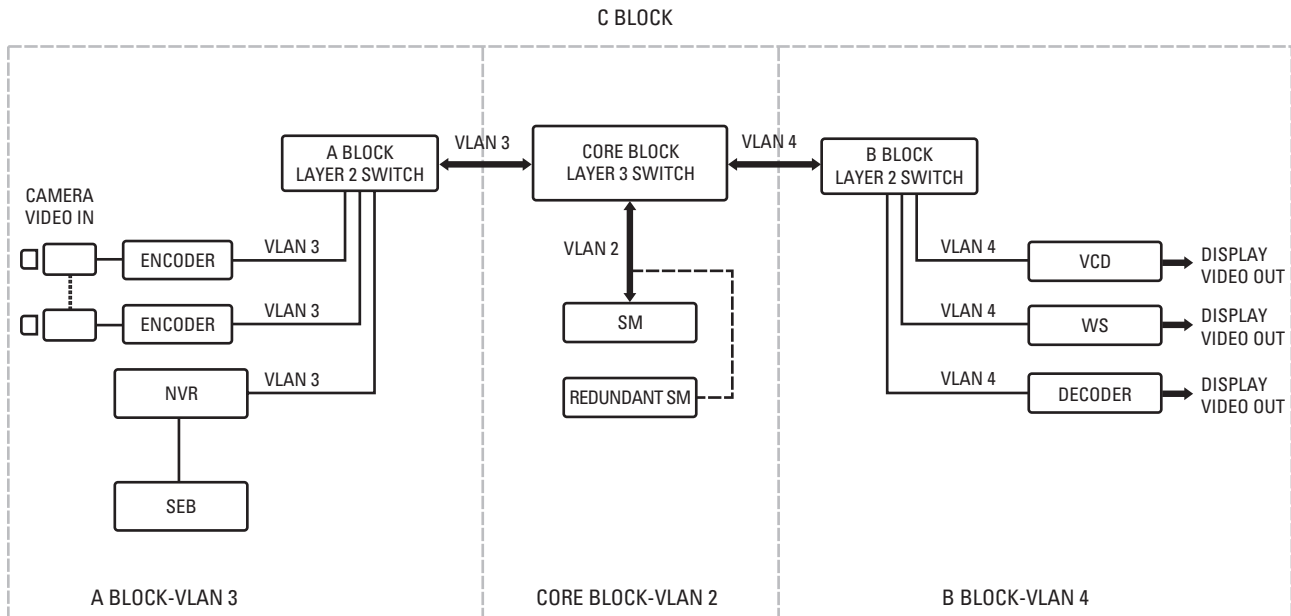 C BLOCK
A BLOCK
LAYER 2 SWITCH
VLAN 3
CORE BLOCK
LAYER 3 SWITCH
VLAN 4
B BLOCK
LAYER 2 SWITCH
CAMERA
VIDEO IN
ENCODER
VLAN 3
ENCODER
VLAN 3
NVR
VLAN 3
SEB
VLAN 2
SM
REDUNDANT SM
VLAN 4
VCD
DISPLAY
VIDEO OUT
VLAN 4
WS
DISPLAY
VIDEO OUT
VLAN 4
DECODER
DISPLAY
VIDEO OUT
A BLOCK-VLAN 3
CORE BLOCK-VLAN 2
B BLOCK-VLAN 4